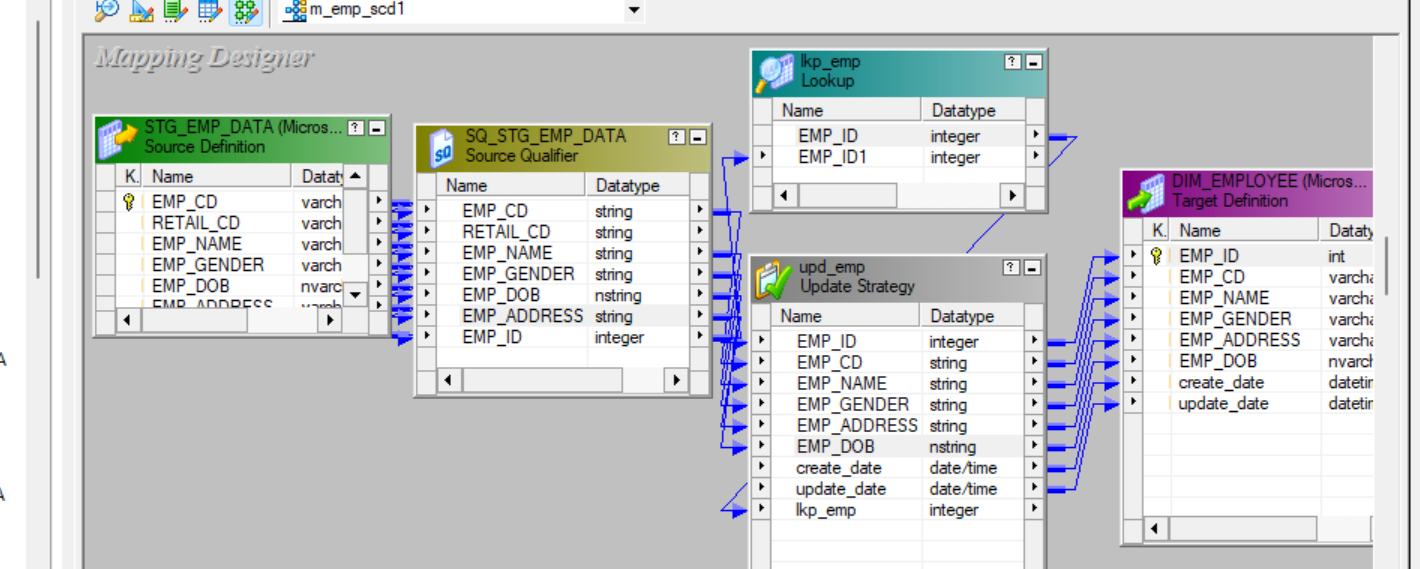 m_emp_scd1
Mapping Designer
STG_EMP_DATA (Micros...
Source Definition
K. Name Datat
EMP_CD varch
RETAIL_CD varch
EMP_NAME varch
EMP_GENDER varch
EMP_DOB nvarc
EMP_ADDRESS varch
SQ
SQ_STG_EMP_DATA
Source Qualifier
Name Datatype
EMP_CD string
RETAIL_CD string
EMP_NAME string
EMP_GENDER string
EMP_DOB nstring
EMP_ADDRESS string
EMP_ID integer
lkp_emp
Lookup
Name Datatype
EMP_ID integer
EMP_ID1 integer
upd_emp
Update Strategy
Name Datatype
EMP_ID integer
EMP_CD string
EMP_NAME string
EMP_GENDER string
EMP_ADDRESS string
EMP_DOB nstring
create_date date/time
update_date date/time
lkp_emp integer
DIM_EMPLOYEE (Micros...
Target Definition
K. Name Dataty
EMP_ID int
EMP_CD varcha
EMP_NAME varcha
EMP_GENDER varcha
EMP_ADDRESS varcha
EMP_DOB nvarch
create_date datetin
update_date datetin
A
A